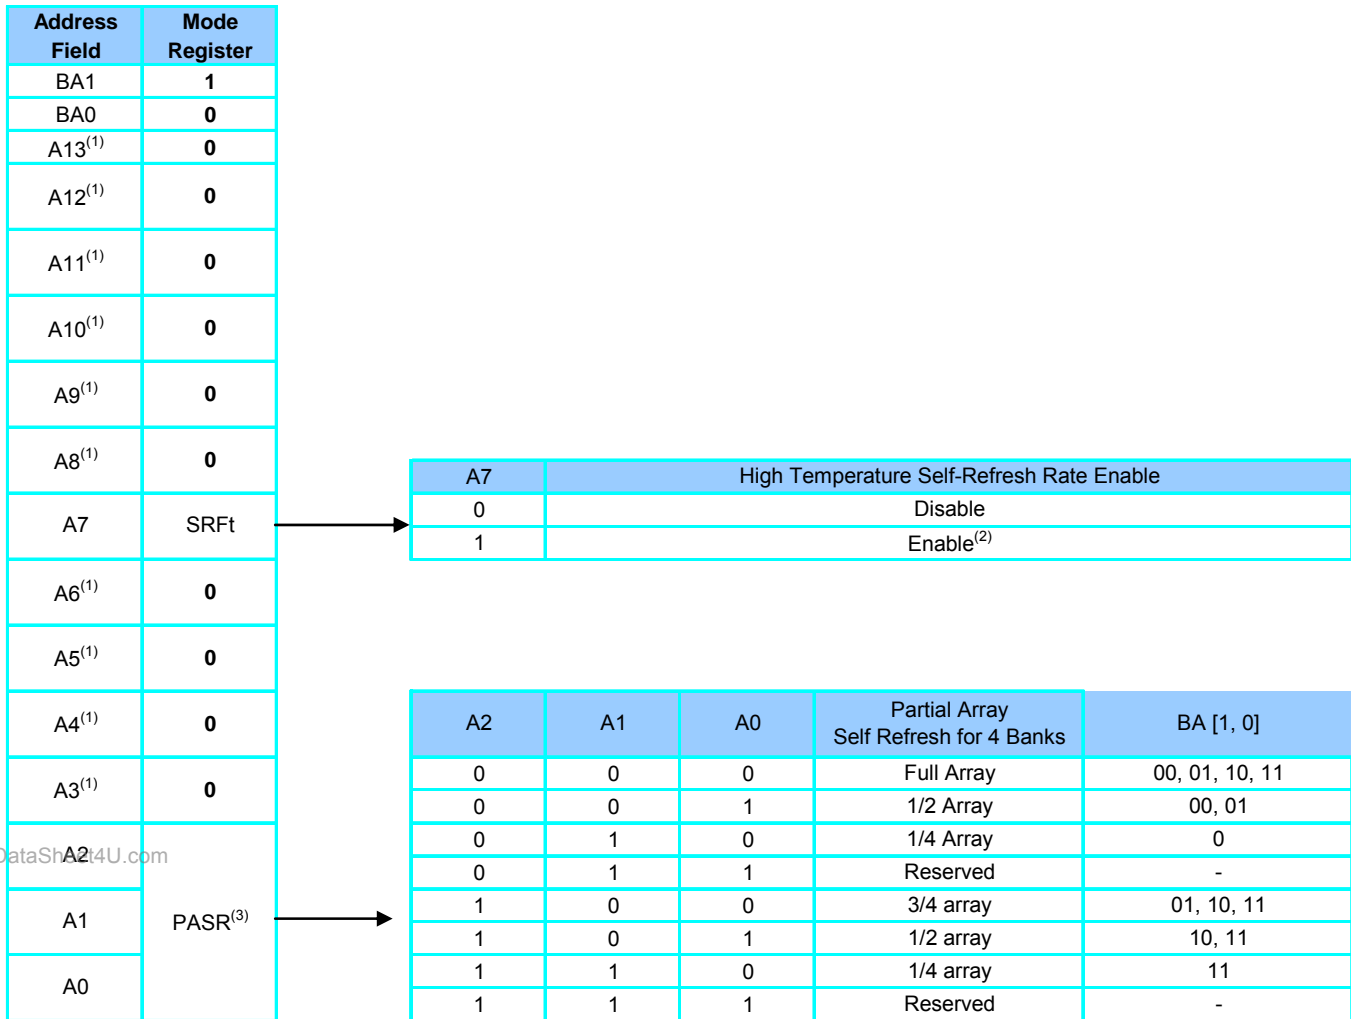 Address Field | Mode Register
BA1 | 1
BA0 | 0
A13(1) | 0
A12(1) | 0
A11(1) | 0
A10(1) | 0
A9(1) | 0
A8(1) | 0
A7 | SRFt
A6(1) | 0
A5(1) | 0
A4(1) | 0
A3(1) | 0
A2 | PASR(3)
A1
A0
A7 | High Temperature Self-Refresh Rate Enable
0 | Disable
1 | Enable(2)
A2 | A1 | A0 | Partial Array Self Refresh for 4 Banks | BA [1, 0]
0 | 0 | 0 | Full Array | 00, 01, 10, 11
0 | 0 | 1 | 1/2 Array | 00, 01
0 | 1 | 0 | 1/4 Array | 0
0 | 1 | 1 | Reserved | -
1 | 0 | 0 | 3/4 array | 01, 10, 11
1 | 0 | 1 | 1/2 array | 10, 11
1 | 1 | 0 | 1/4 array | 11
1 | 1 | 1 | Reserved | -